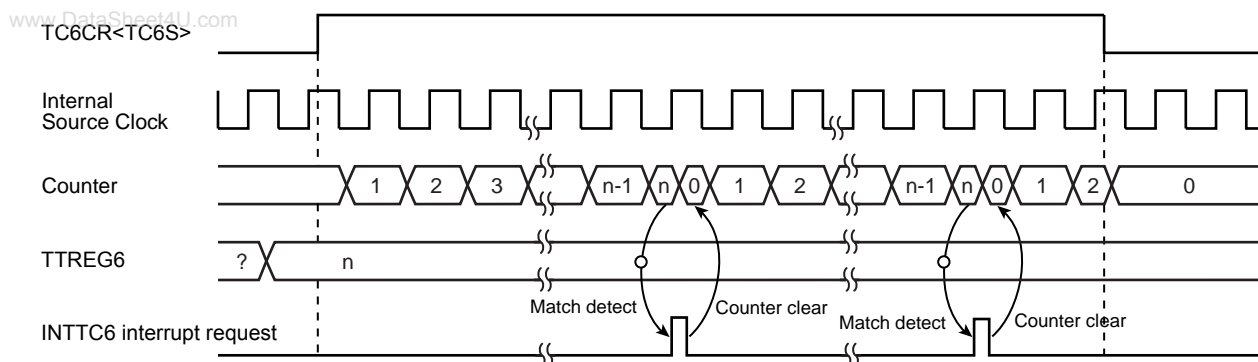 www.DataSheet4U.com
TC6CR<TC6S>
Internal
Source Clock
Counter
1 2 3 n-1 n 0 1 2 n-1 n 0 1 2 0
TTREG6
? n
Match detect Counter clear Match detect Counter clear
INTTC6 interrupt request